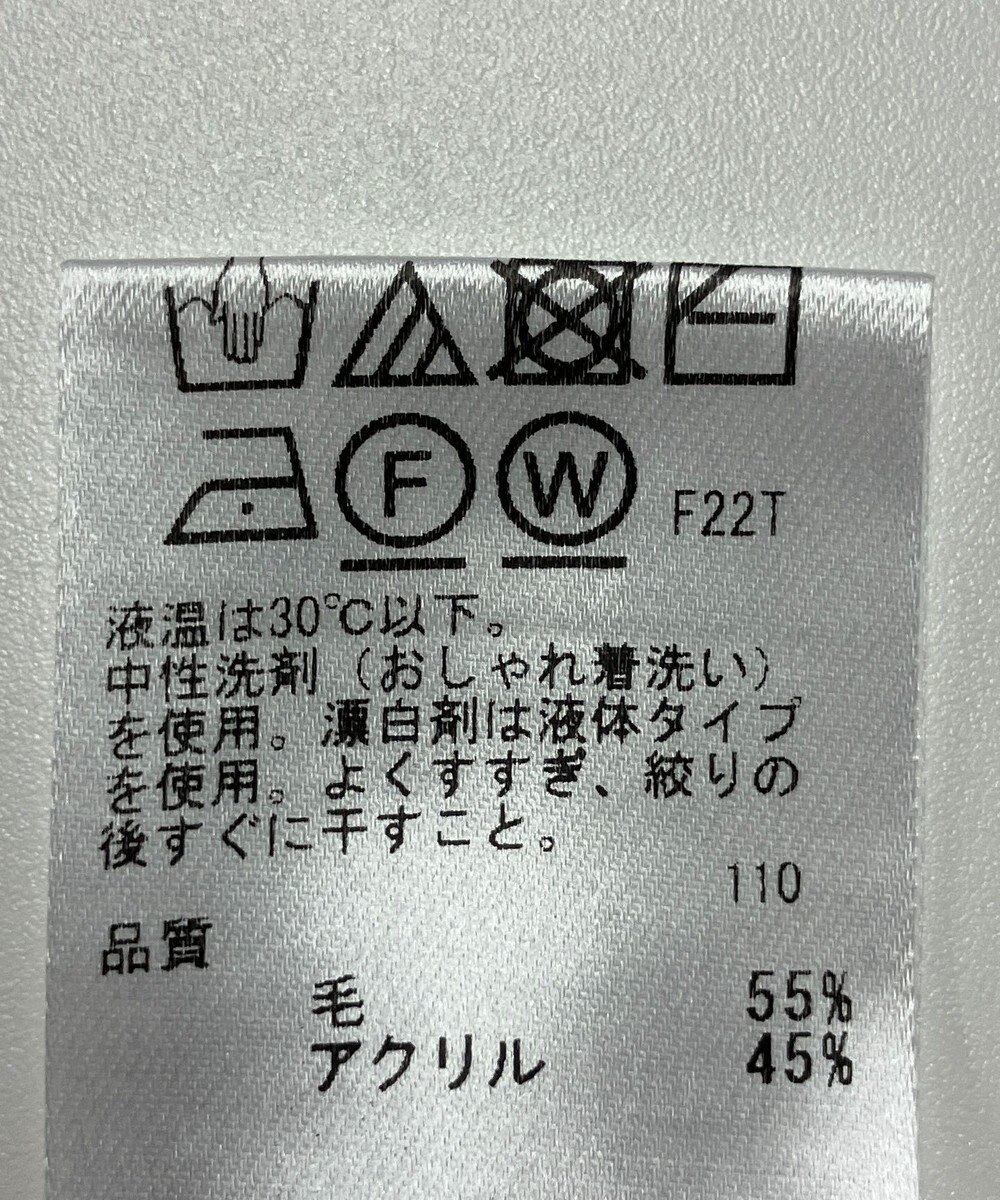 F
W
F22T
液温は30℃以下。
中性洗剤（おしゃれ着洗い）
を使用。漂白剤は液体タイプ
を使用。よくすすぎ、絞りの
後すぐに干すこと。
110
品質
毛 55%
アクリル 45%